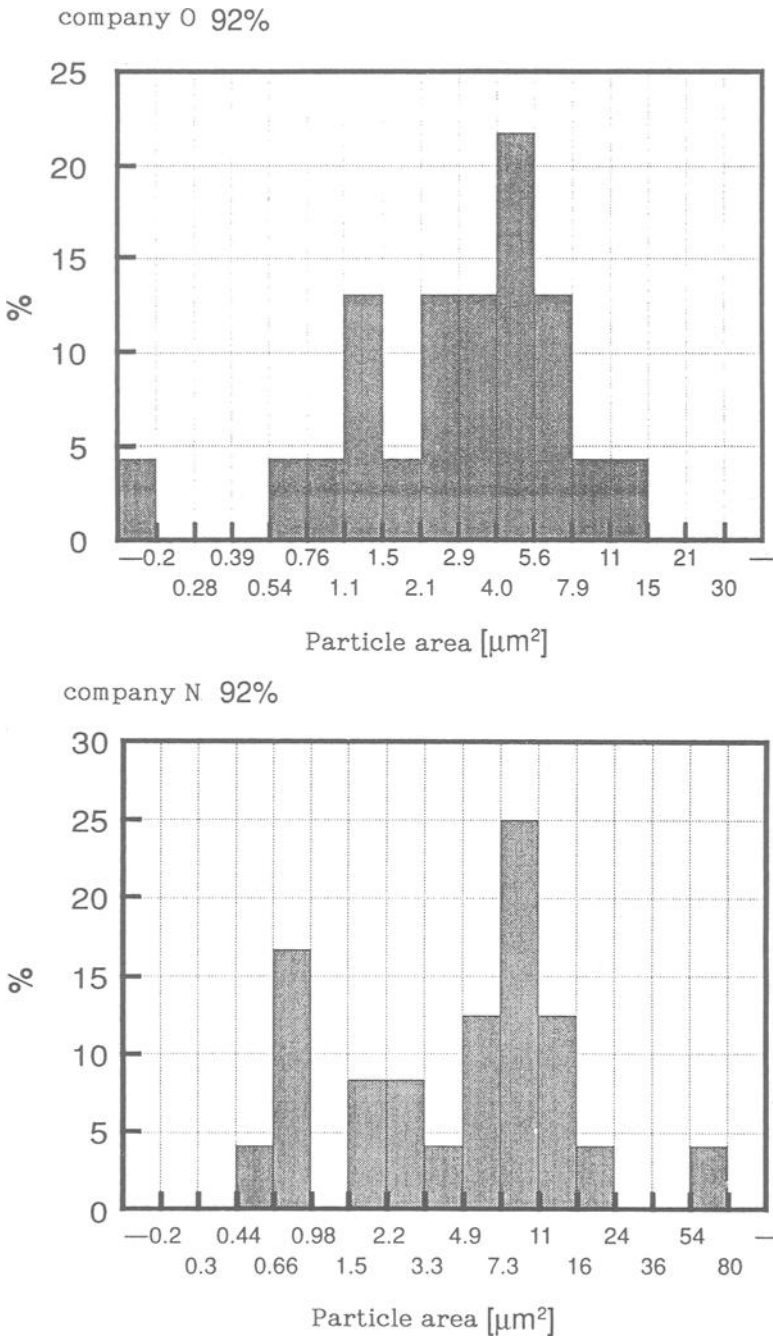 company O 92%
25
20
15
10
5
0
%
—0.2 0.39 0.76 1.5 2.9 5.6 11 21 —
0.28 0.54 1.1 2.1 4.0 7.9 15 30
Particle area [μm²]
company N 92%
30
25
20
15
10
5
0
%
—0.2 0.44 0.98 2.2 4.9 11 24 54 —
0.3 0.66 1.5 3.3 7.3 16 36 80
Particle area [μm²]